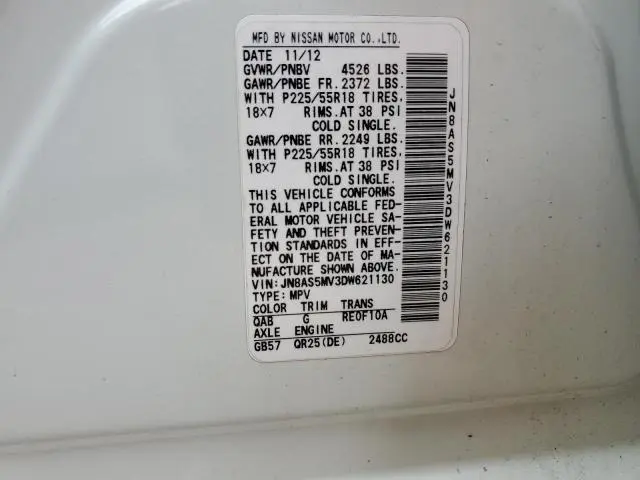 MFD BY NISSAN MOTOR CO.,LTD.
DATE 11/12
GVWR/PNBV 4526 LBS.
GAWR/PNBE FR. 2372 LBS.
WITH P225/55R18 TIRES,
18×7 RIMS. AT 38 PSI
COLD SINGLE.
GAWR/PNBE RR. 2249 LBS.
WITH P225/55R18 TIRES,
18×7 RIMS. AT 38 PSI
COLD SINGLE.
THIS VEHICLE CONFORMS
TO ALL APPLICABLE FED-
ERAL MOTOR VEHICLE SA-
FETY AND THEFT PREVEN-
TION STANDARDS IN EFF-
ECT ON THE DATE OF MA-
NUFACTURE SHOWN ABOVE.
VIN: JN8AS5MV3DW621130
TYPE: MPV
COLOR TRIM TRANS
QAB G RE0F10A
AXLE ENGINE
GB57 QR25(DE) 2488CC
JN8AS5MV3DW621130